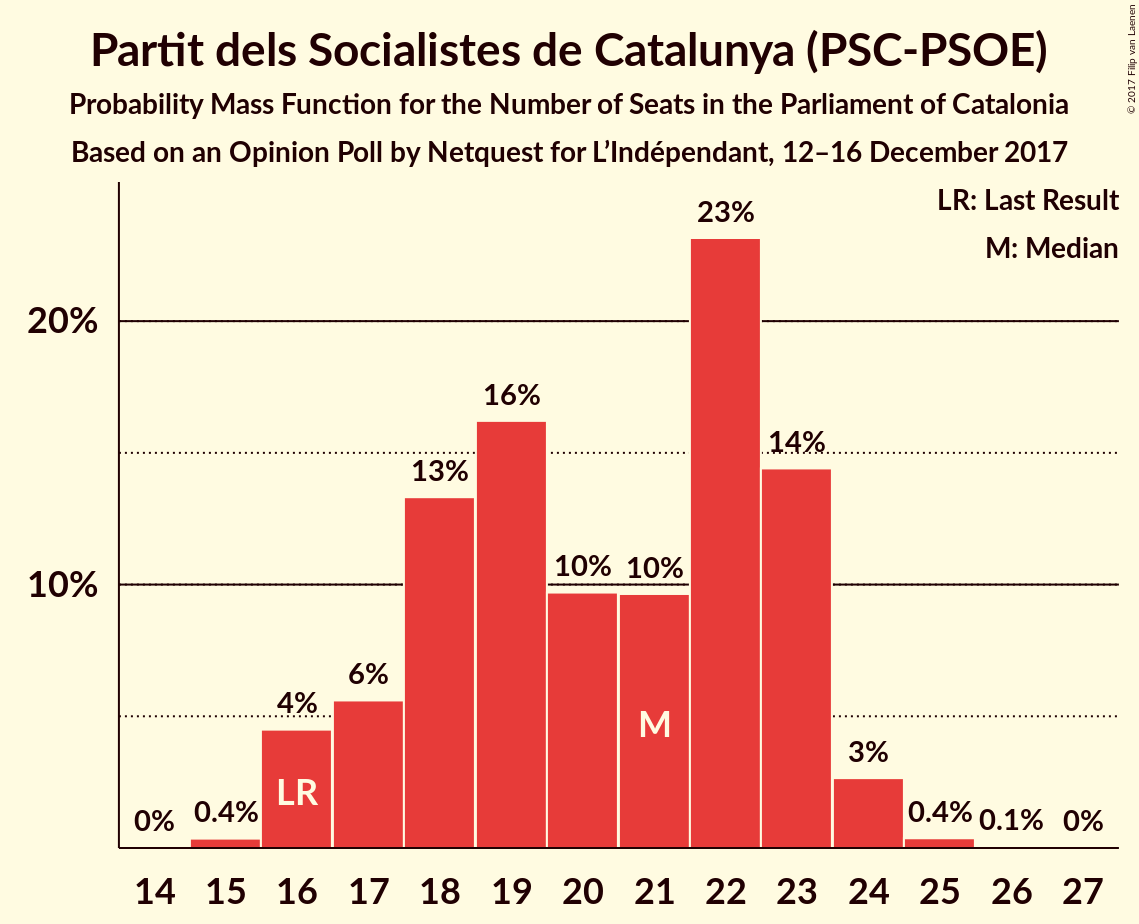 Partit dels Socialistes de Catalunya (PSC-PSOE)
Probability Mass Function for the Number of Seats in the Parliament of Catalonia
Based on an Opinion Poll by Netquest for L’Indépendant, 12–16 December 2017
© 2017 Filip van Laenen
LR: Last Result
M: Median
20%
10%
0%
0.4%
4%
6%
13%
16%
10%
10%
23%
14%
3%
0.4%
0.1%
0%
LR
M
14 15 16 17 18 19 20 21 22 23 24 25 26 27